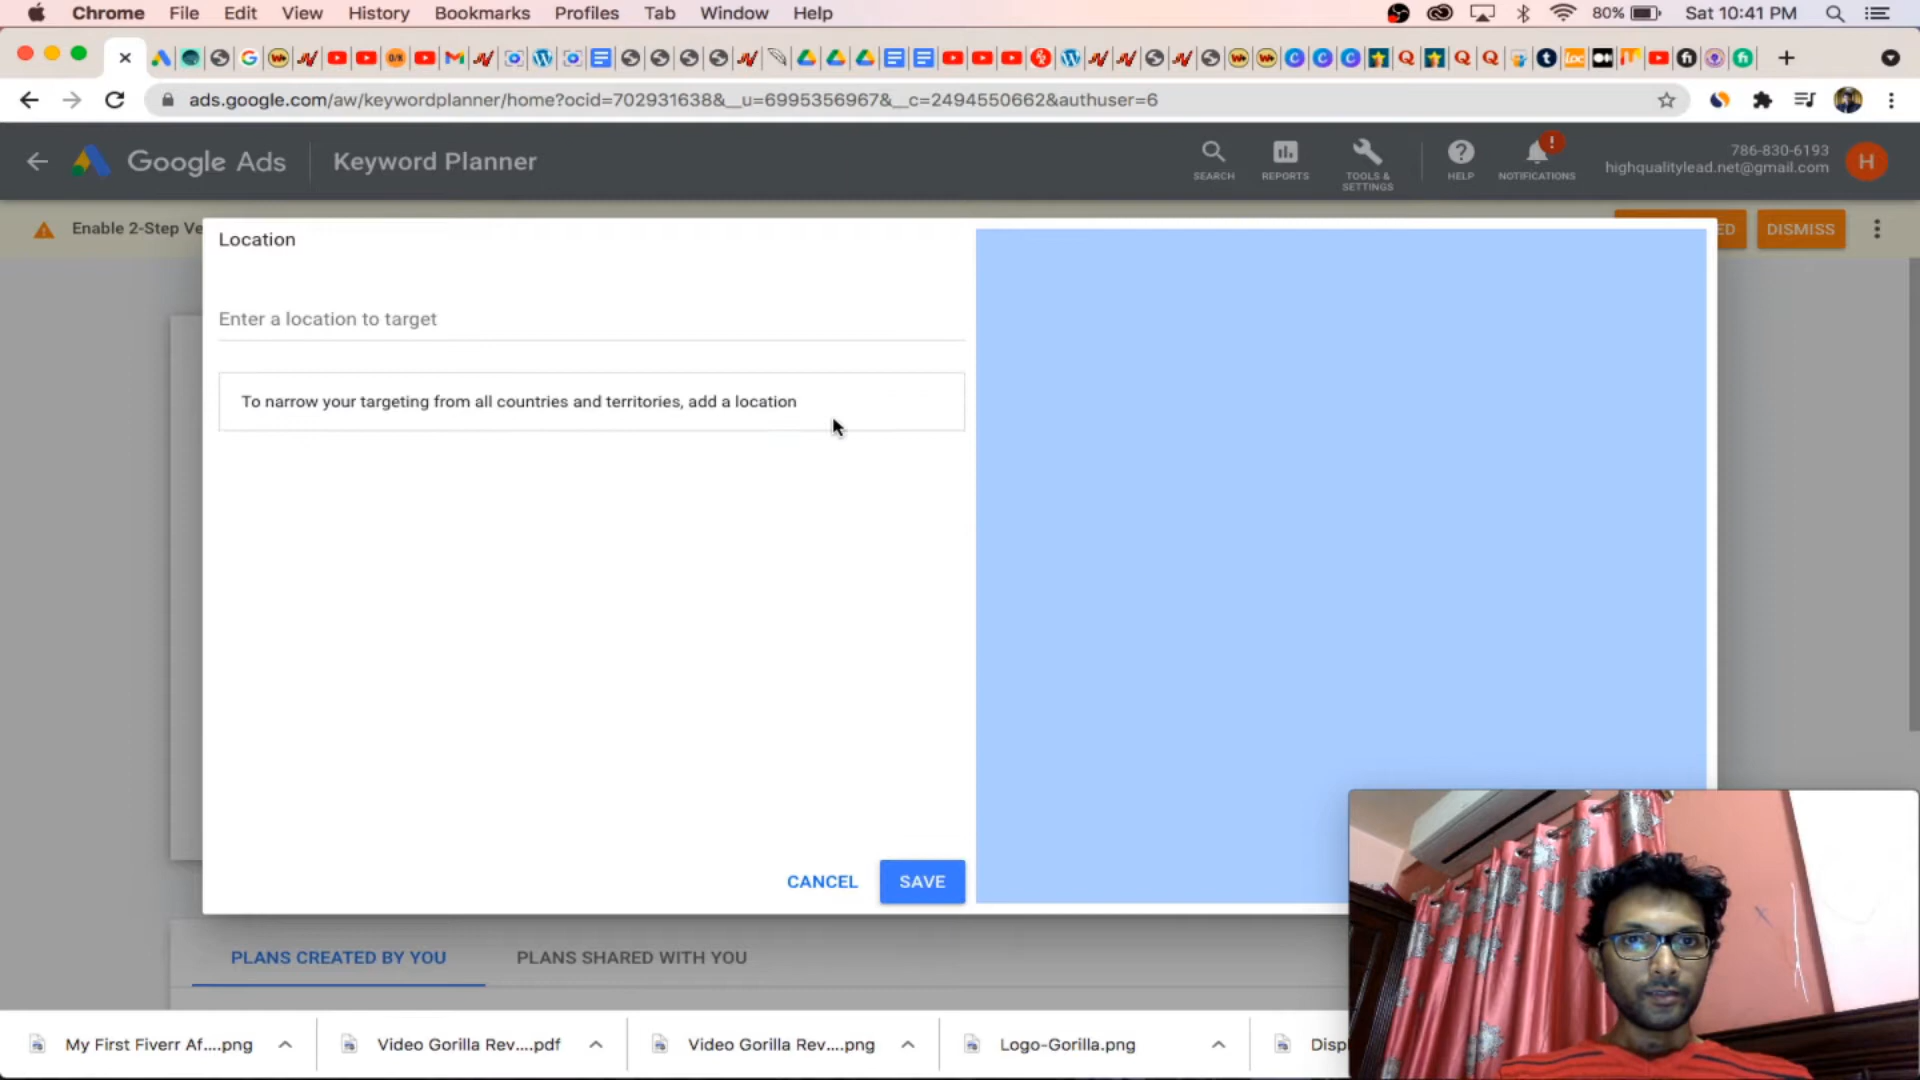 Chrome File Edit View History Bookmarks Profiles Tab Window Help 80% Sat 10:41 PM
ads.google.com/aw/keywordplanner/home?ocid=702931638&__u=6995356967&__c=2494550662&authuser=6
Google Ads Keyword Planner
SEARCH REPORTS TOOLS & SETTINGS HELP NOTIFICATIONS
786-830-6193
highqualitylead.net@gmail.com
H
Enable 2-Step Ve
ED DISMISS
Location
Enter a location to target
To narrow your targeting from all countries and territories, add a location
CANCEL SAVE
PLANS CREATED BY YOU PLANS SHARED WITH YOU
My First Fiverr Af....png Video Gorilla Rev....pdf Video Gorilla Rev....png Logo-Gorilla.png Disp